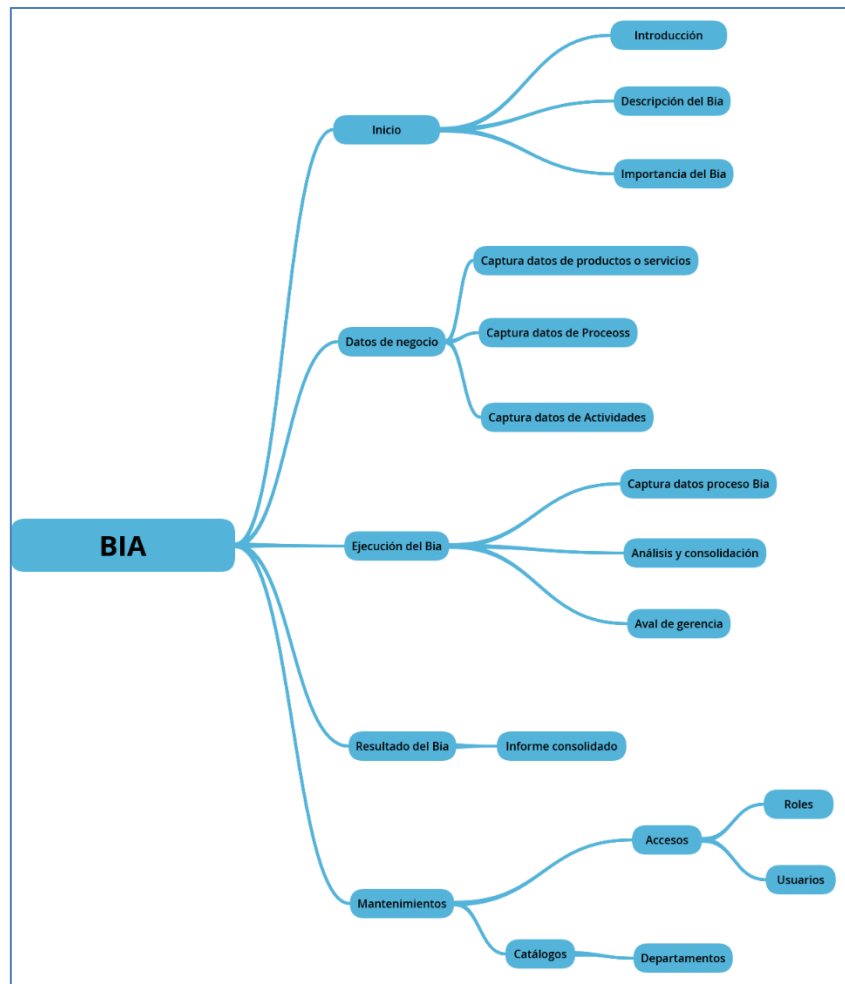 BIA
Inicio
Introducción
Descripción del Bia
Importancia del Bia
Datos de negocio
Captura datos de productos o servicios
Captura datos de Proceoss
Captura datos de Actividades
Ejecución del Bia
Captura datos proceso Bia
Análisis y consolidación
Aval de gerencia
Resultado del Bia
Informe consolidado
Mantenimientos
Accesos
Roles
Usuarios
Catálogos
Departamentos